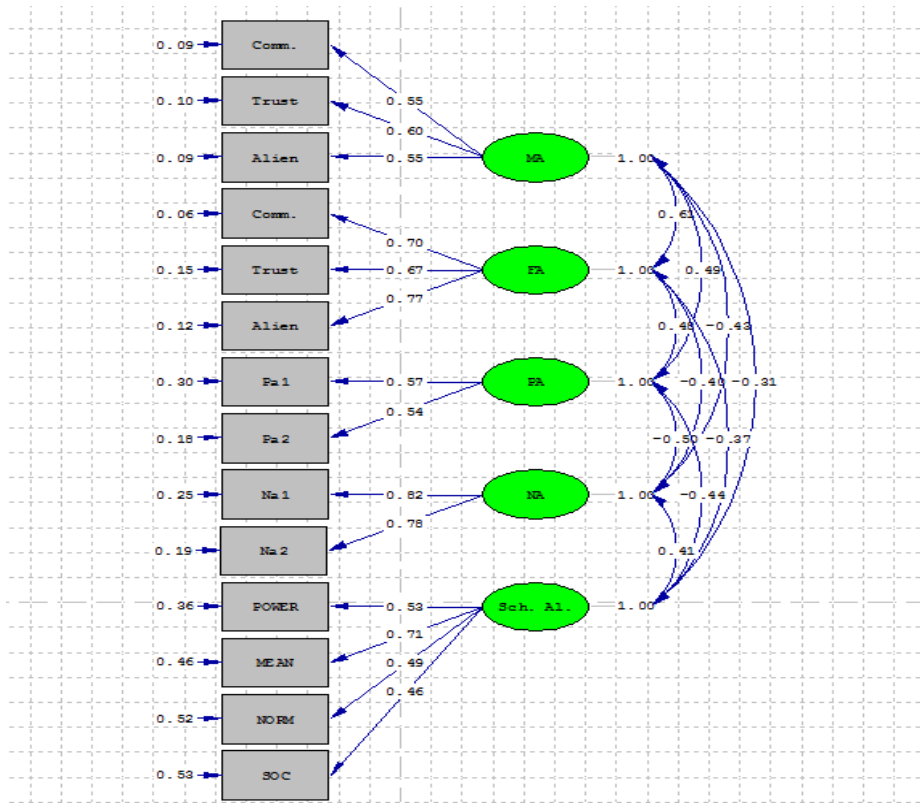 0.09 Comm.
0.10 Trust 0.55
0.60
0.09 Alien 0.55 MA 1.00
0.06 Comm.
0.70
0.15 Trust 0.67 FA 1.00 0.49
0.77
0.12 Alien -0.43
0.30 Pa1 0.57 PA 1.00 -0.40 -0.31
0.54
0.18 Pa2 -0.50 -0.37
0.25 Na1 0.82 NA 1.00 -0.44
0.78
0.19 Na2 0.41
0.36 POWER 0.53 Sch. Al. 1.00
0.71
0.46 MEAN 0.49
0.46
0.52 NORM
0.53 SOC